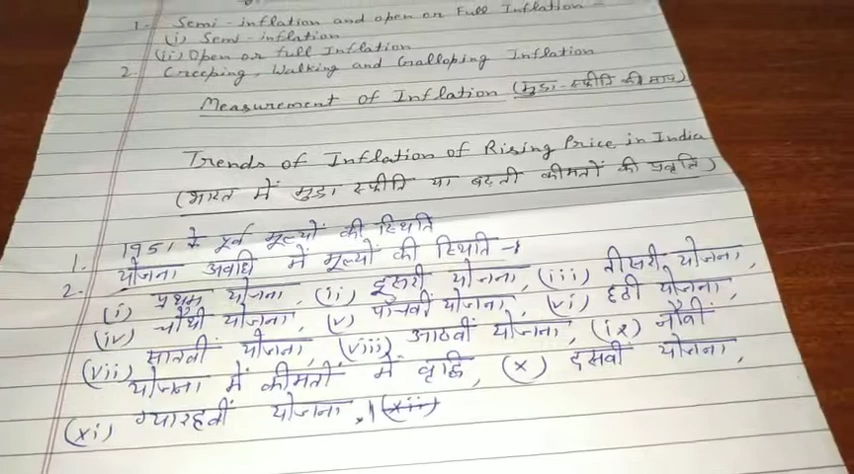 1. Semi-inflation and open or Full Inflation -
(i) Semi-inflation
(ii) Open or full Inflation
2. Creeping, Walking and Galloping Inflation
Measurement of Inflation (मुद्रा-स्फीति की माप)
Trends of Inflation of Rising Price in India
(भारत में मुद्रा स्फीति या बढ़ती कीमतों की प्रवृति)
1. 1951 के पूर्व मूल्यों की स्थिति
2. योजना अवधि में मूल्यों की स्थिति →
(i) प्रथम योजना, (ii) दूसरी योजना, (iii) तीसरी योजना,
(iv) चौथी योजना, (v) पाँचवीं योजना, (vi) छठी योजना,
(vii) सातवीं योजना, (viii) आठवीं योजना, (ix) नौवीं
योजना में कीमतों में वृद्धि, (x) दसवीं योजना,
(xi) ग्यारहवीं योजना, (xii)